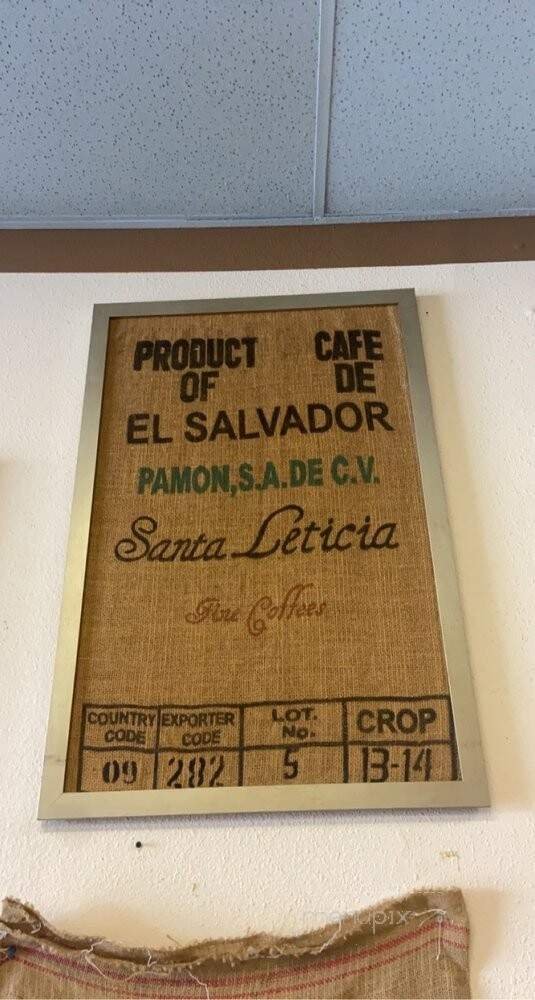 PRODUCT CAFE
OF DE
EL SALVADOR
PAMON,S.A.DE C.V.
Santa Leticia
Fine Coffees
COUNTRY CODE EXPORTER CODE LOT. No. CROP
09 282 5 13-14
menupix